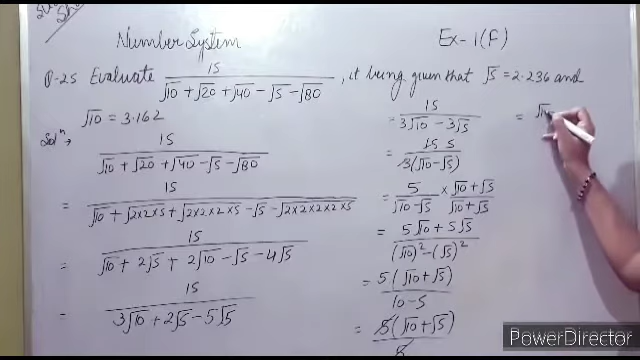 Number System
Ex-1(F)
Q-25 Evaluate 15/(√10+√20+√40-√5-√80), it being given that √5 = 2.236 and
√10 = 3.162
Solⁿ 15/(√10+√20+√40-√5-√80)
= 15/(√10+√2×2×5+√2×2×2×5-√5-√2×2×2×2×5)
= 15/(√10+2√5+2√10-√5-4√5)
= 15/(3√10+2√5-5√5)
= 15/(3√10-3√5)
= 15 5/3(√10-√5)
= 5/(√10-√5) × (√10+√5)/(√10+√5)
= (5√10+5√5)/((√10)²-(√5)²)
= 5(√10+√5)/(10-5)
= 5(√10+√5)/5
= √10
Made With
PowerDirector